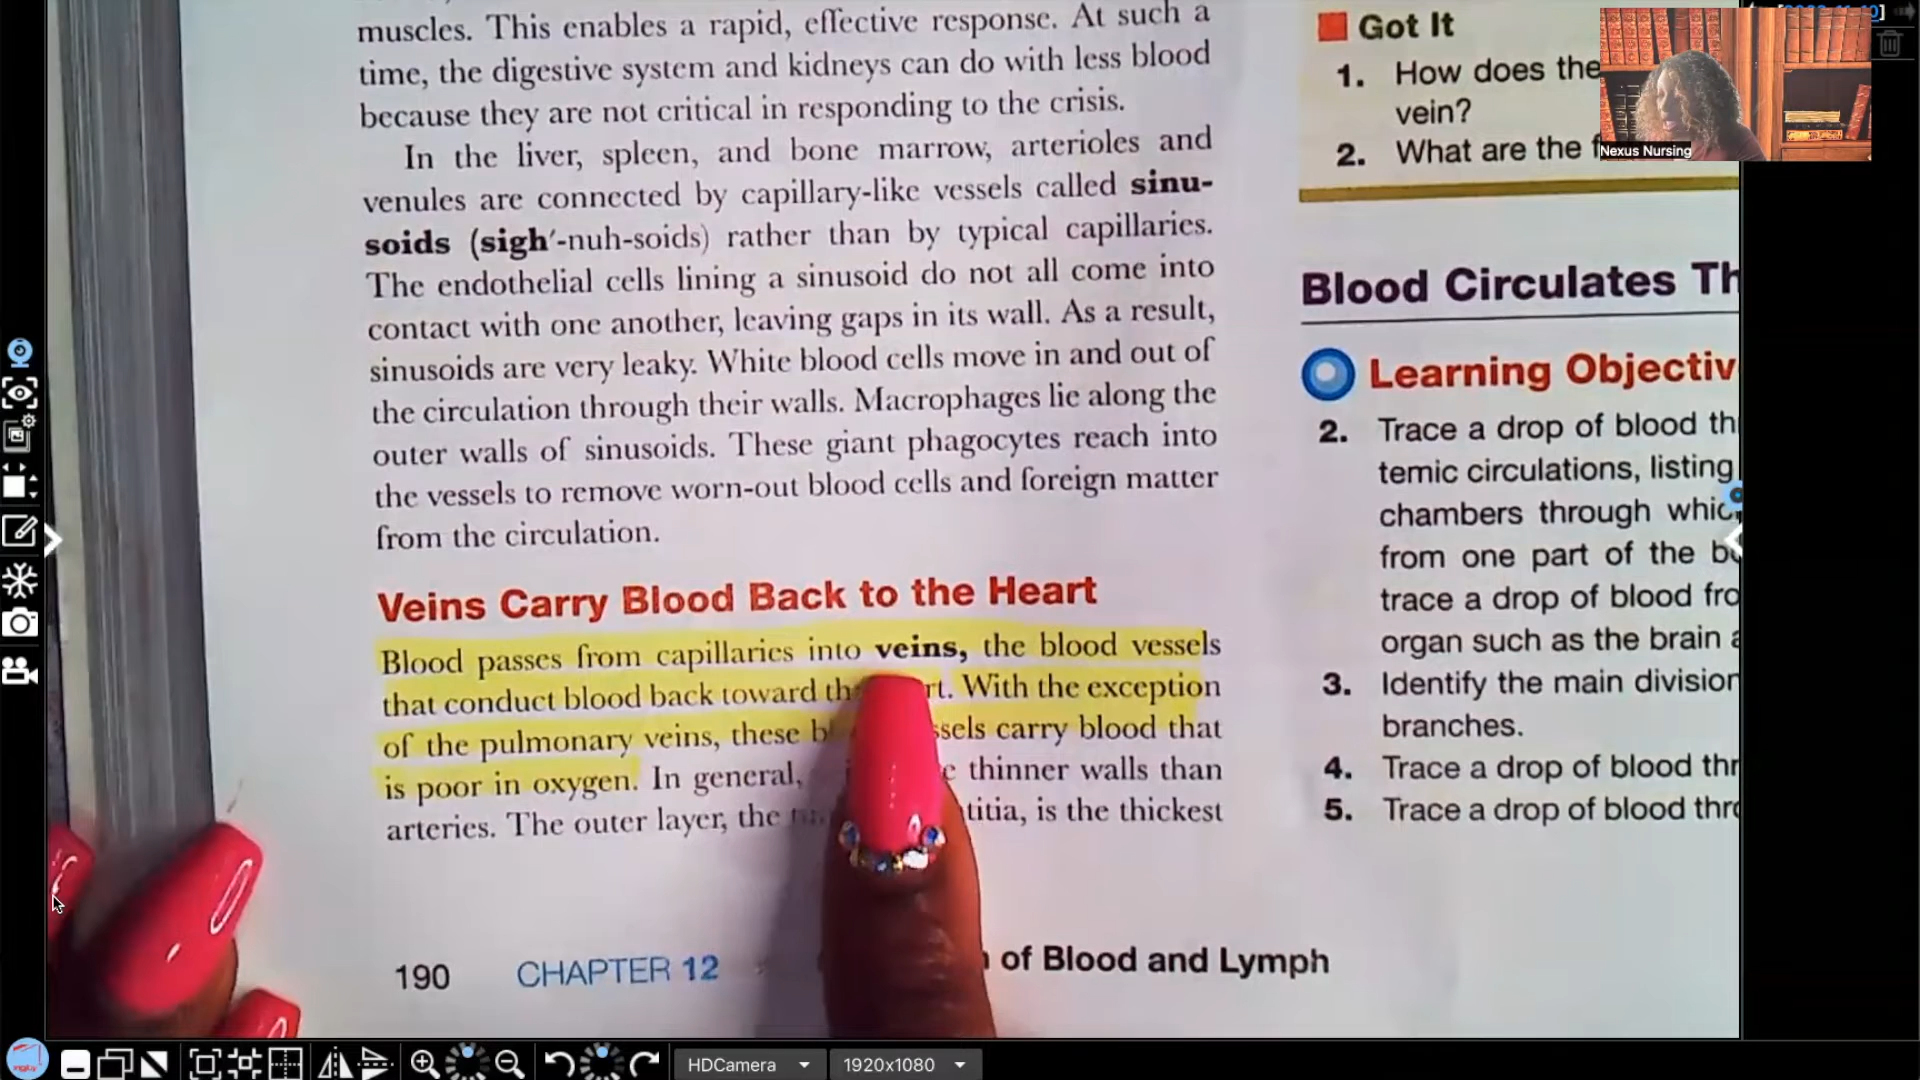 muscles. This enables a rapid, effective response. At such a
time, the digestive system and kidneys can do with less blood
because they are not critical in responding to the crisis.
In the liver, spleen, and bone marrow, arterioles and
venules are connected by capillary-like vessels called sinu-
soids (sigh′-nuh-soids) rather than by typical capillaries.
The endothelial cells lining a sinusoid do not all come into
contact with one another, leaving gaps in its wall. As a result,
sinusoids are very leaky. White blood cells move in and out of
the circulation through their walls. Macrophages lie along the
outer walls of sinusoids. These giant phagocytes reach into
the vessels to remove worn-out blood cells and foreign matter
from the circulation.
Veins Carry Blood Back to the Heart
Blood passes from capillaries into veins, the blood vessels
that conduct blood back toward
With the exception
of the pulmonary veins, these
carry blood that
is poor in oxygen. In general,
thinner walls than
arteries. The outer layer, the
is the thickest
190 CHAPTER 12
of Blood and Lymph
Got It
1. How does the
vein?
2. What are the
Blood Circulates
Learning
2. Trace a drop of blood
temic circulations, listing
chambers through
from one part of the
trace a drop of blood
organ such as the brain
3. Identify the main
branches.
4. Trace a drop of blood
5. Trace a drop of blood
Nexus Nursing
HDCamera
1920x1080